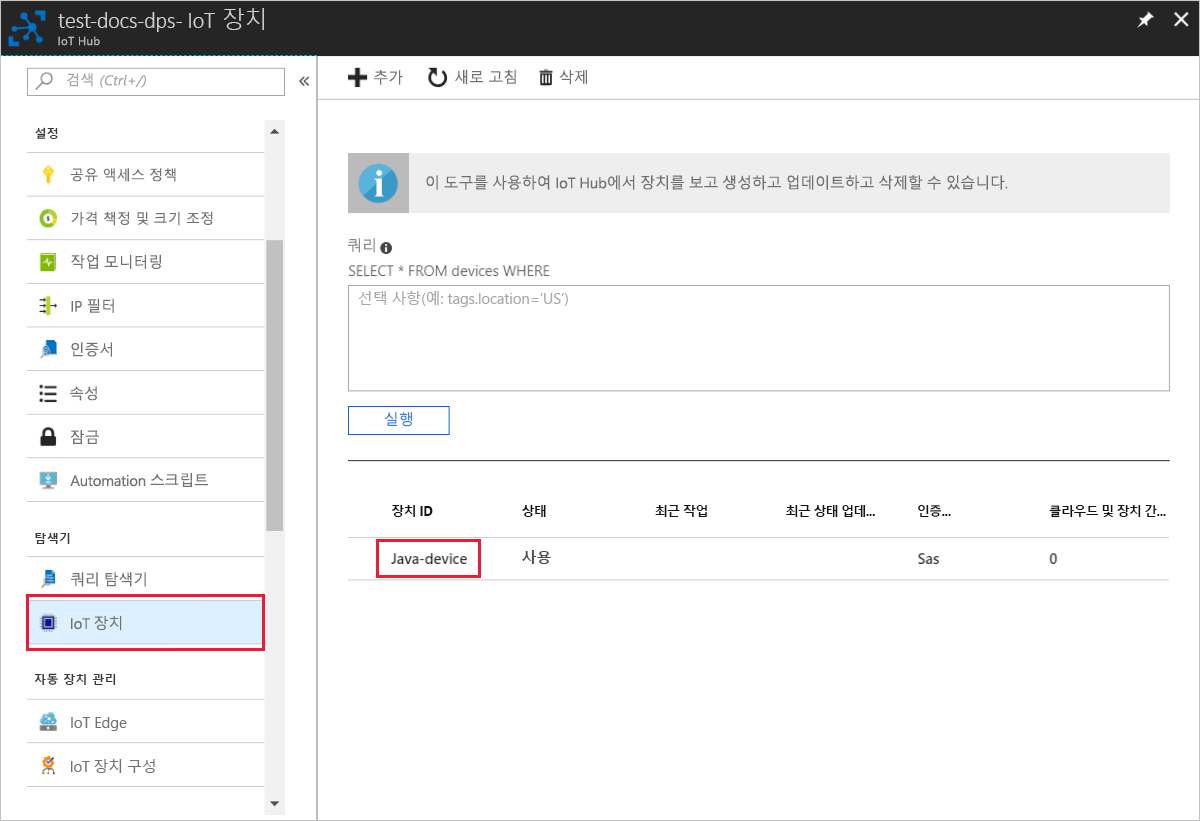 test-docs-dps- IoT 장치
IoT Hub
검색 (Ctrl+/)
설정
공유 액세스 정책
가격 책정 및 크기 조정
작업 모니터링
IP 필터
인증서
속성
잠금
Automation 스크립트
탐색기
쿼리 탐색기
IoT 장치
자동 장치 관리
IoT Edge
IoT 장치 구성
추가 새로 고침 삭제
이 도구를 사용하여 IoT Hub에서 장치를 보고 생성하고 업데이트하고 삭제할 수 있습니다.
쿼리
SELECT * FROM devices WHERE
선택 사항(예: tags.location='US')
실행
장치 ID 상태 최근 작업 최근 상태 업데... 인증... 클라우드 및 장치 간...
Java-device 사용 Sas 0